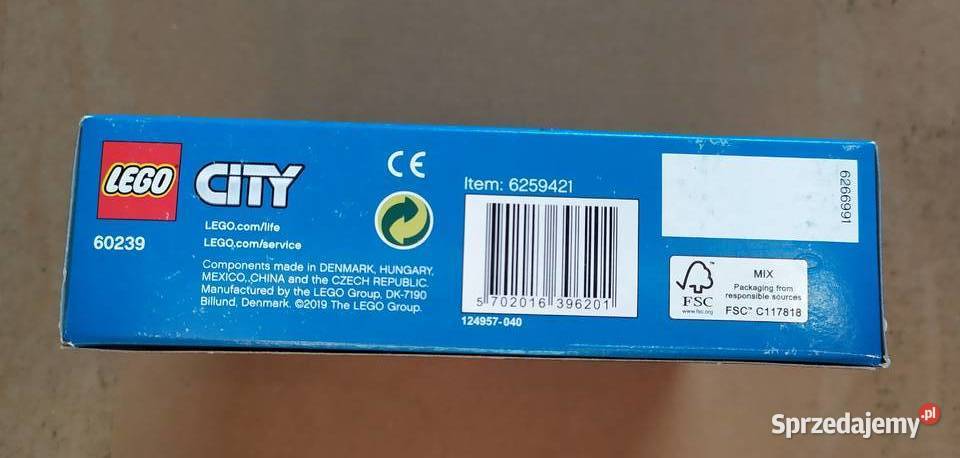 LEGO
CITY
60239
LEGO.com/life
LEGO.com/service
Components made in DENMARK, HUNGARY,
MEXICO, CHINA and the CZECH REPUBLIC.
Manufactured by the LEGO Group, DK-7190
Billund, Denmark. ©2019 The LEGO Group.
CE
Item: 6259421
5 702016 396201
124957-040
6266991
FSC
www.fsc.org
MIX
Packaging from
responsible sources
FSC™ C117818
Sprzedajemy.pl